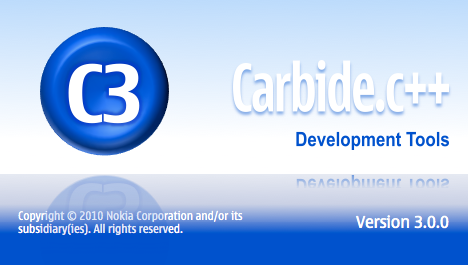 C3
Carbide.c++
Development Tools
Copyright © 2010 Nokia Corporation and/or its
subsidiary(ies). All rights reserved.
Version 3.0.0